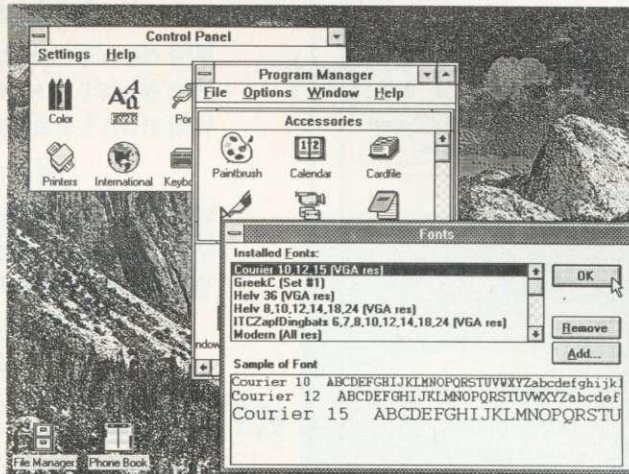 Control Panel
Settings Help
Color
Fonts
Printers International
Program Manager
File Options Window Help
Accessories
Paintbrush Calendar Cardfile
Fonts
Installed Fonts:
Courier 10,12,15 (VGA res)
GreekC (Set #1)
Helv 36 (VGA res)
Helv 8,10,12,14,18,24 (VGA res)
ITCZapfDingbats 6,7,8,10,12,14,18,24 (VGA res)
Modern (All res)
OK
Remove
Add...
Sample of Font
Courier 10 ABCDEFGHIJKLMNOPQRSTUVWXYZabcdefghijkl
Courier 12 ABCDEFGHIJKLMNOPQRSTUVWXYZabcdef
Courier 15 ABCDEFGHIJKLMNOPQRSTU
File Manager Phone Book